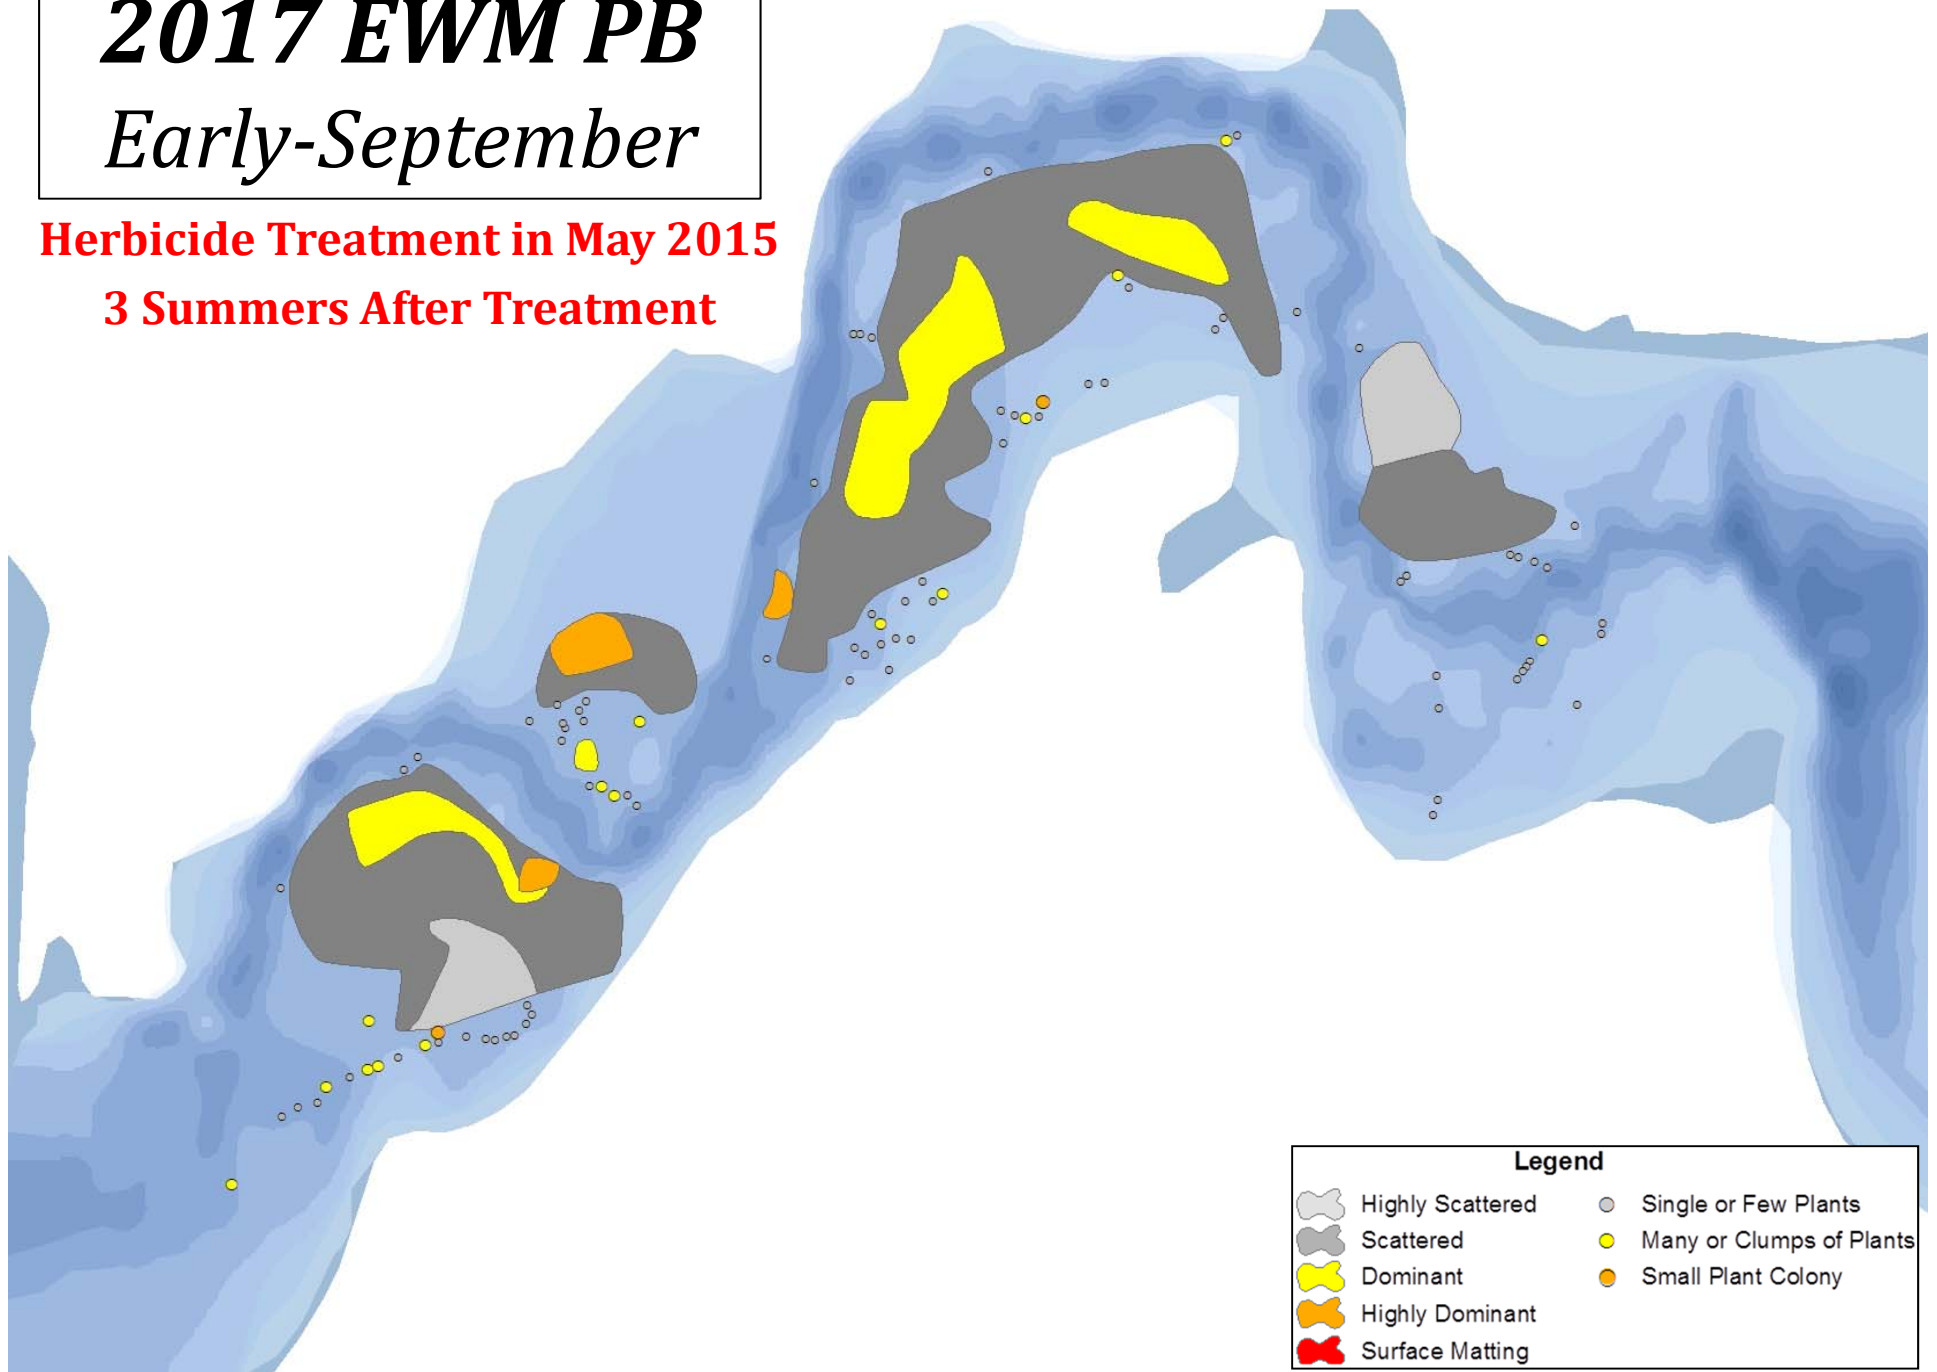 2017 EWM PB
Early-September
Herbicide Treatment in May 2015
3 Summers After Treatment
Legend
Highly Scattered
Scattered
Dominant
Highly Dominant
Surface Matting
Single or Few Plants
Many or Clumps of Plants
Small Plant Colony